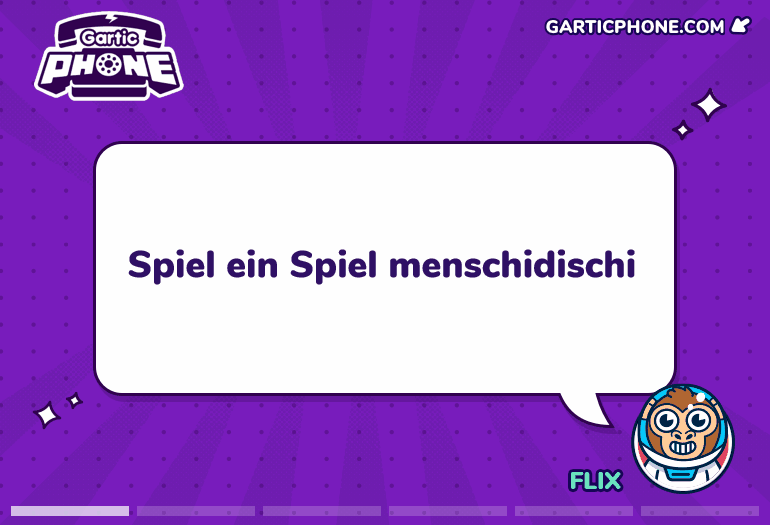 Gartic
PHONE
GARTICPHONE.COM
Spiel ein Spiel menschidischi
FLIX